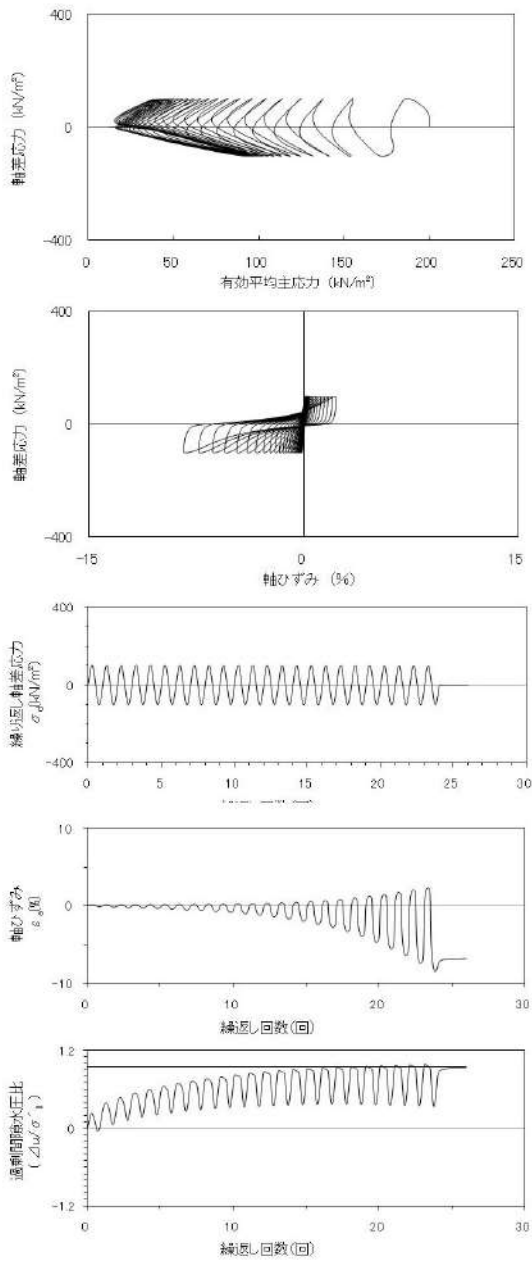 400
軸差応力 (kN/m²)
0
-400
0 50 100 150 200 250
有効平均主応力 (kN/m²)
400
軸差応力 (kN/m²)
0
-400
-15 0 15
軸ひずみ (%)
400
繰り返し軸差応力
σd(kN/m²)
0
-400
0 5 10 15 20 25 30
10
軸ひずみ
εa(%)
0
-10
0 10 20 30
繰返し回数(回)
1.2
過剰間隙水圧比
(Δu/σ'
0
-1.2
0 10 20 30
繰返し回数(回)